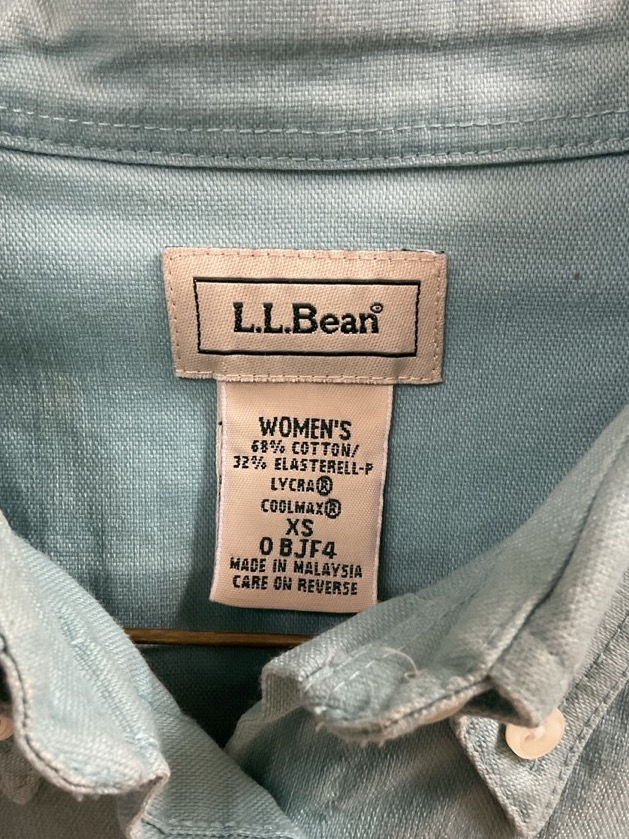 L.L.Bean®
WOMEN'S
68% COTTON/
32% ELASTERELL-P
LYCRA®
COOLMAX®
XS
0 BJF4
MADE IN MALAYSIA
CARE ON REVERSE